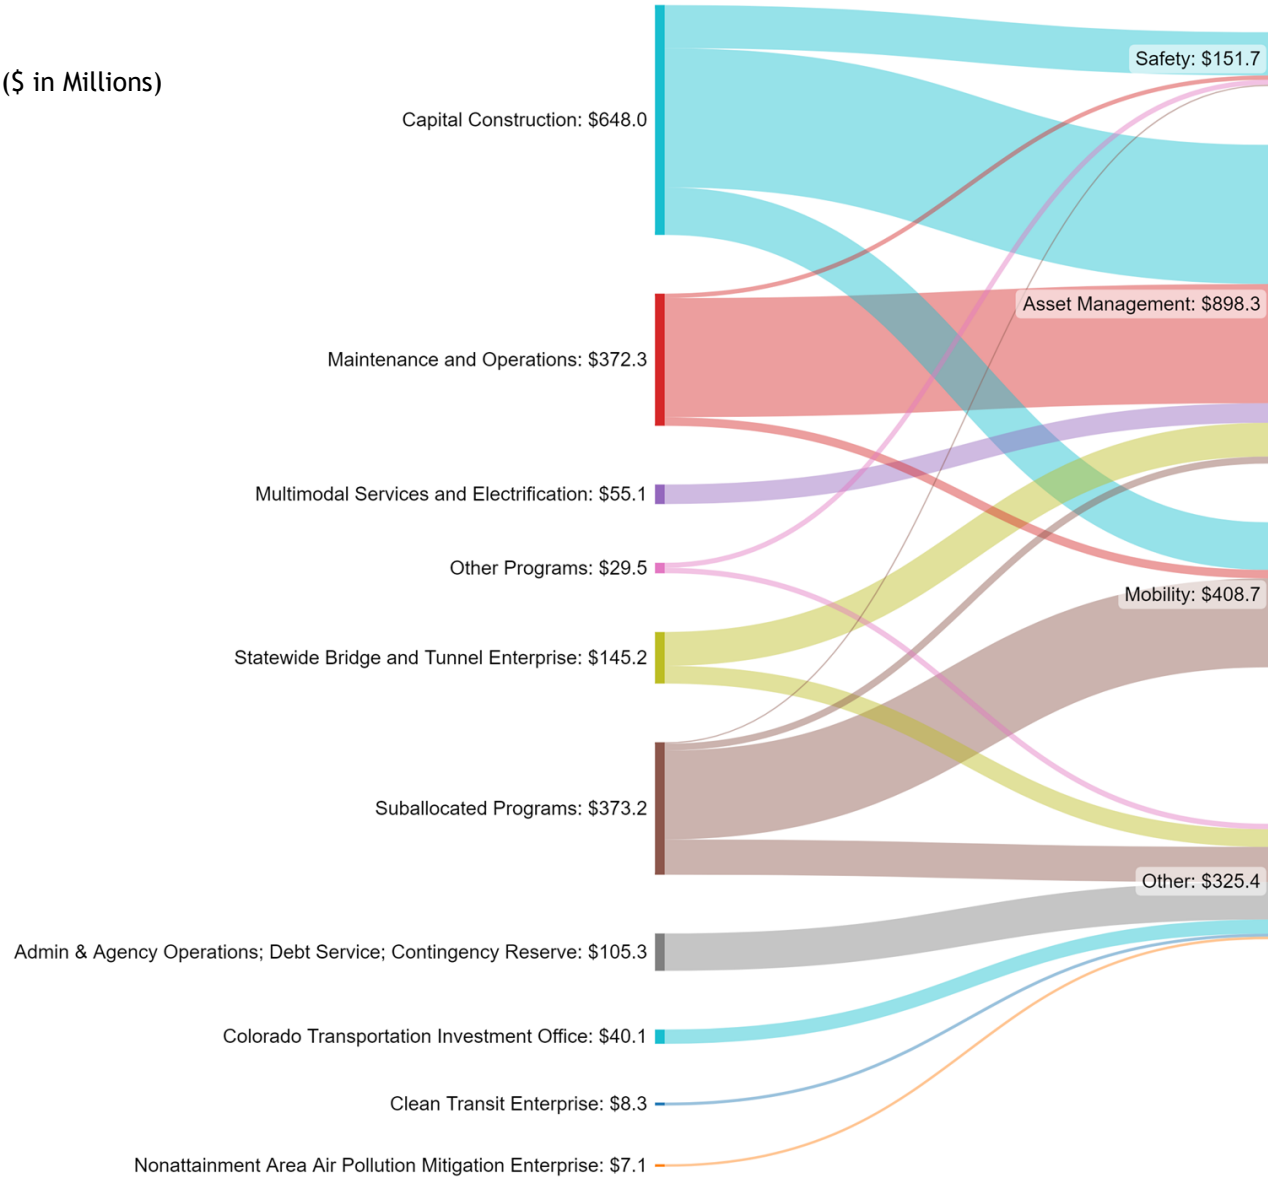 ($ in Millions)
Capital Construction: $648.0
Maintenance and Operations: $372.3
Multimodal Services and Electrification: $55.1
Other Programs: $29.5
Statewide Bridge and Tunnel Enterprise: $145.2
Suballocated Programs: $373.2
Admin & Agency Operations; Debt Service; Contingency Reserve: $105.3
Colorado Transportation Investment Office: $40.1
Clean Transit Enterprise: $8.3
Nonattainment Area Air Pollution Mitigation Enterprise: $7.1
Safety: $151.7
Asset Management: $898.3
Mobility: $408.7
Other: $325.4